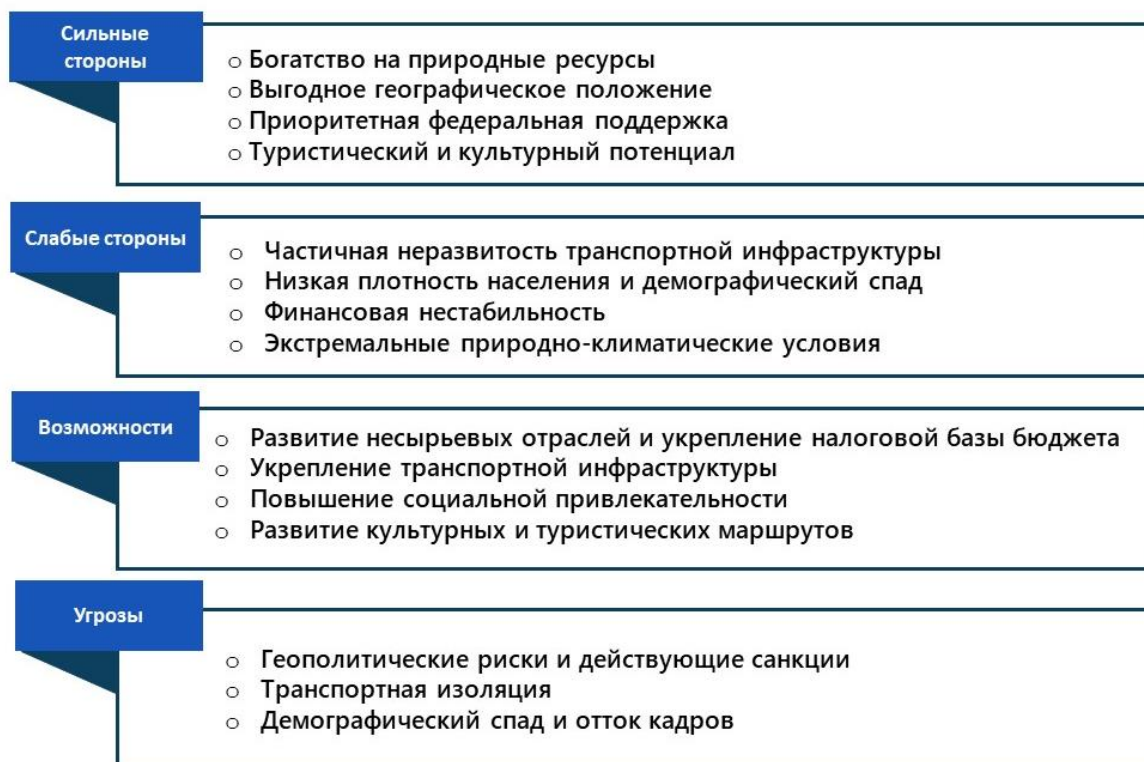 Сильные
стороны
o Богатство на природные ресурсы
o Выгодное географическое положение
o Приоритетная федеральная поддержка
o Туристический и культурный потенциал
Слабые стороны
o Частичная неразвитость транспортной инфраструктуры
o Низкая плотность населения и демографический спад
o Финансовая нестабильность
o Экстремальные природно-климатические условия
Возможности
o Развитие несырьевых отраслей и укрепление налоговой базы бюджета
o Укрепление транспортной инфраструктуры
o Повышение социальной привлекательности
o Развитие культурных и туристических маршрутов
Угрозы
o Геополитические риски и действующие санкции
o Транспортная изоляция
o Демографический спад и отток кадров